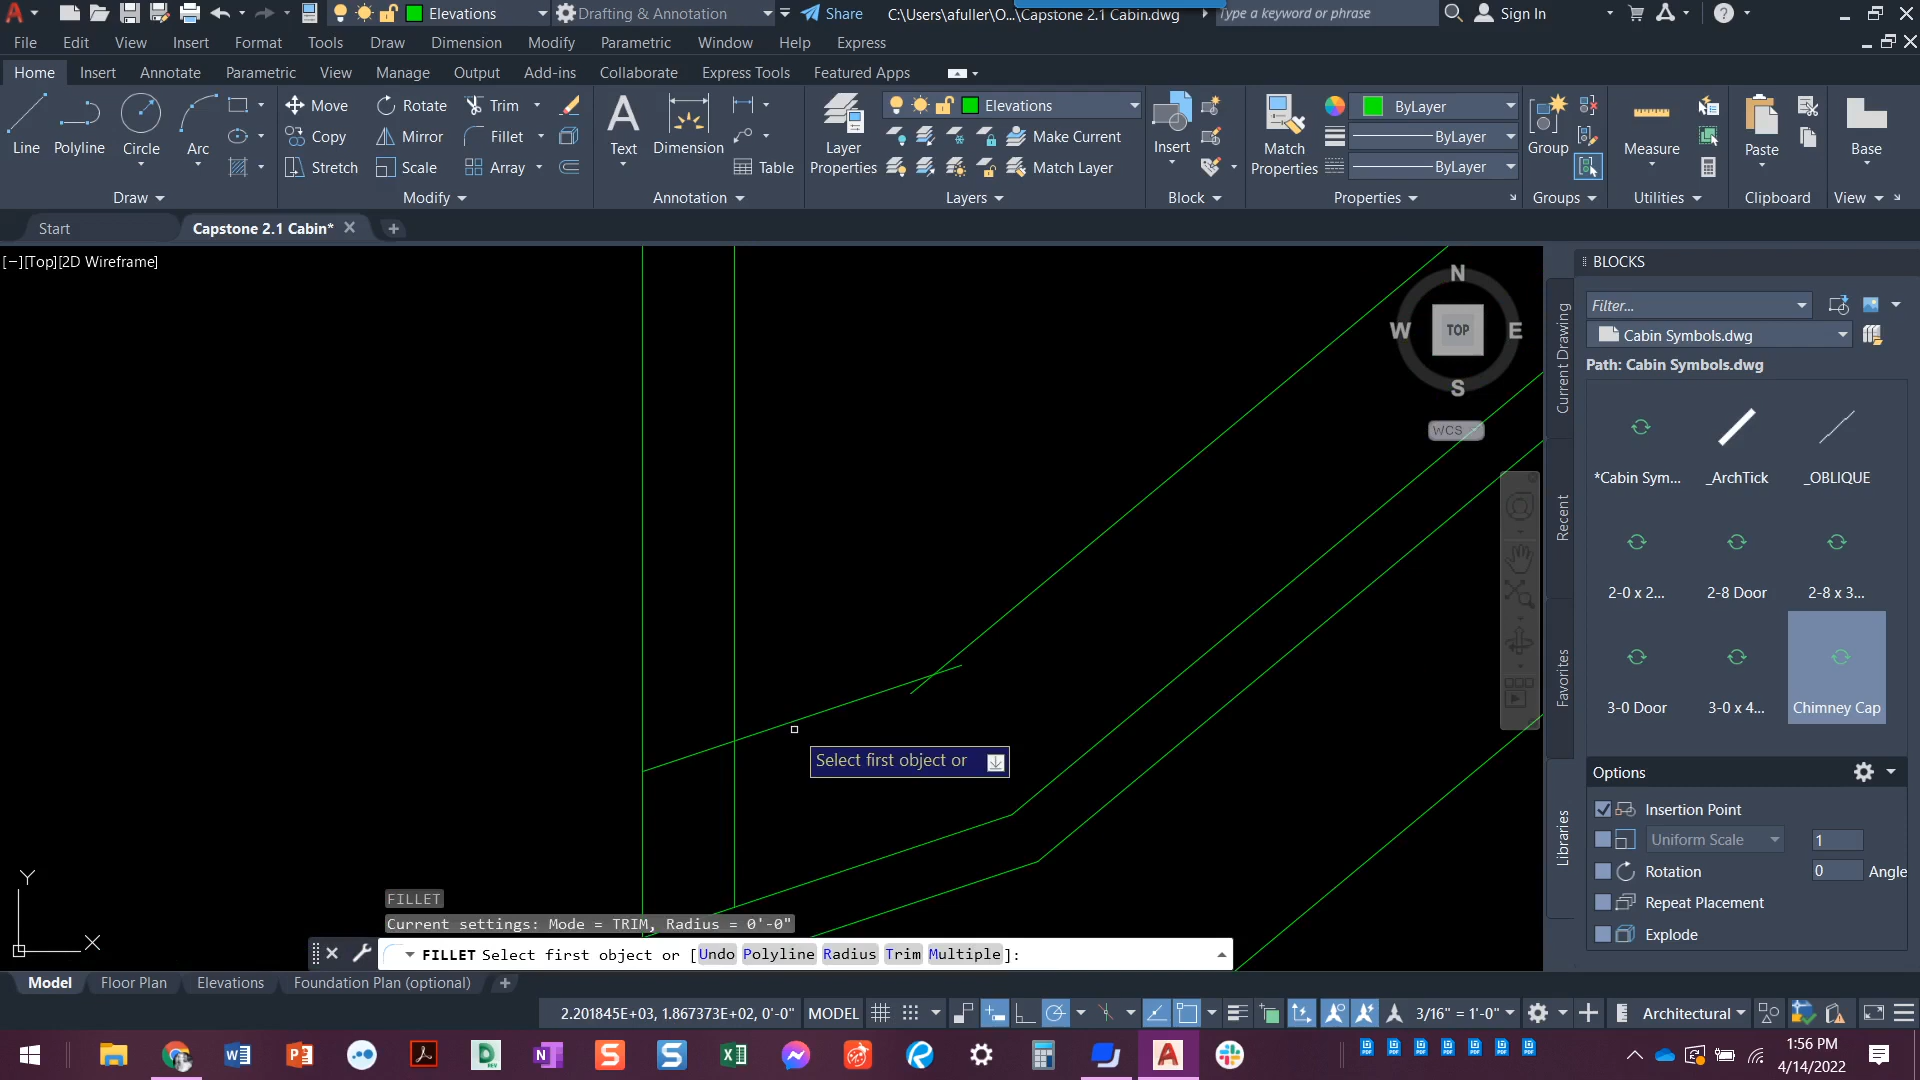 Elevations
Drafting & Annotation
Share
C:\Users\afuller\O...\Capstone 2.1 Cabin.dwg
Type a keyword or phrase
Sign In
File Edit View Insert Format Tools Draw Dimension Modify Parametric Window Help Express
Home Insert Annotate Parametric View Manage Output Add-ins Collaborate Express Tools Featured Apps
Line Polyline Circle Arc
Move Rotate Trim
Copy Mirror Fillet
Stretch Scale Array
Text Dimension Table
Layer Properties
Elevations
Make Current
Match Layer
Insert
Match Properties
ByLayer
ByLayer
ByLayer
Group Measure Paste Base
Draw Modify Annotation Layers Block Properties Groups Utilities Clipboard View
Start Capstone 2.1 Cabin*
[−][Top][2D Wireframe]
N
W TOP E
S
WCS
BLOCKS
Filter...
Cabin Symbols.dwg
Path: Cabin Symbols.dwg
Current Drawing
Recent
Favorites
Libraries
*Cabin Sym... _ArchTick _OBLIQUE
2-0 x 2... 2-8 Door 2-8 x 3...
3-0 Door 3-0 x 4... Chimney Cap
Options
Insertion Point
Uniform Scale 1
Rotation 0 Angle
Repeat Placement
Explode
Select first object or
Y
X
FILLET
Current settings: Mode = TRIM, Radius = 0'-0"
FILLET Select first object or [Undo Polyline Radius Trim Multiple]:
Model Floor Plan Elevations Foundation Plan (optional)
2.201845E+03, 1.867373E+02, 0'-0" MODEL 3/16" = 1'-0" Architectural
1:56 PM
4/14/2022